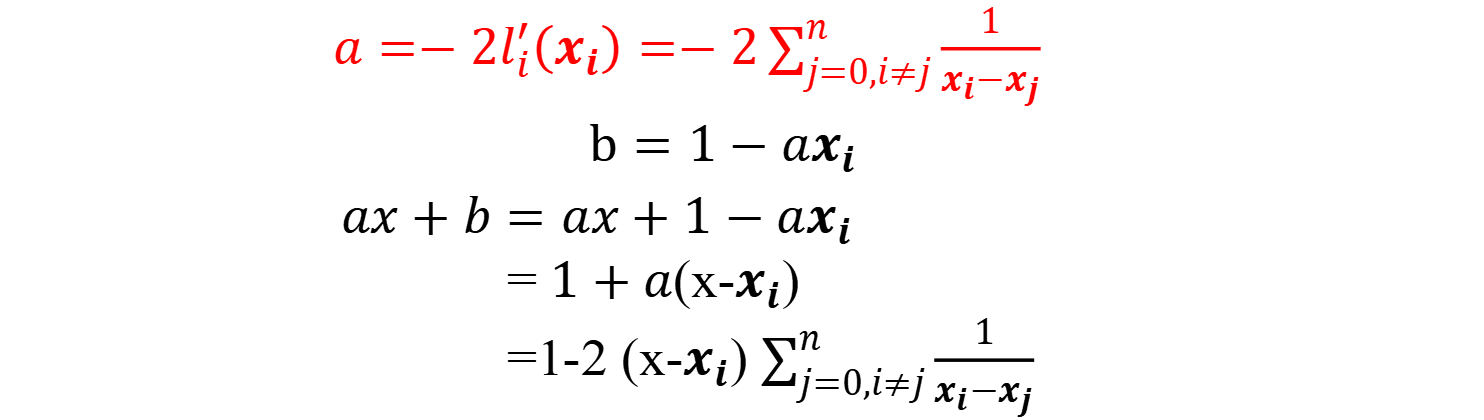 a =− 2l′ᵢ(xᵢ) =− 2 ∑ⁿⱼ₌₀,ᵢ≠ⱼ 1/(xᵢ−xⱼ)
b = 1 − axᵢ
ax + b = ax + 1 − axᵢ
= 1 + a(x-xᵢ)
=1-2 (x-xᵢ) ∑ⁿⱼ₌₀,ᵢ≠ⱼ 1/(xᵢ−xⱼ)